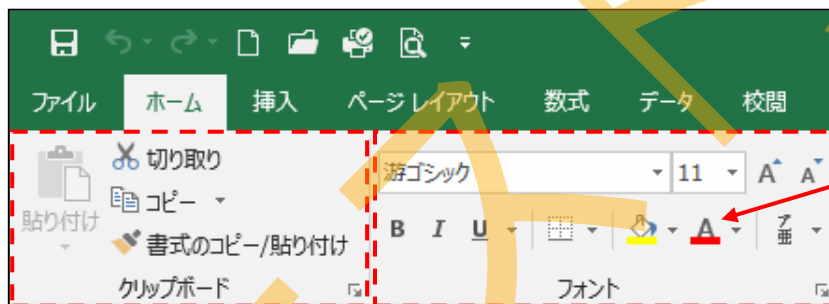 ファイル ホーム 挿入 ページ レイアウト 数式 データ 校閲
切り取り
コピー
書式のコピー/貼り付け
貼り付け
クリップボード
游ゴシック 11 A A
B I U A ア亜
フォント